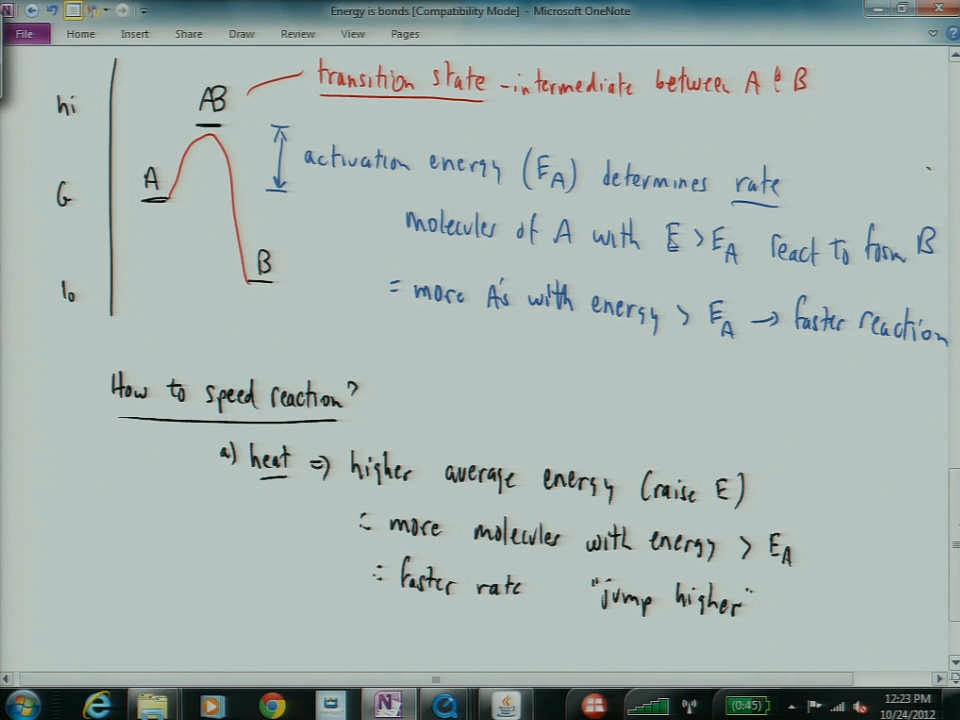 Energy is bonds [Compatibility Mode] - Microsoft OneNote
File Home Insert Share Draw Review View Pages
hi
G
lo
A
AB
B
transition state - intermediate between A & B
activation energy (EA) determines rate
molecules of A with E > EA react to form B
= more A's with energy > EA → faster reaction
How to speed reaction?
a) heat ⇒ higher average energy (raise E)
= more molecules with energy > EA
= faster rate "jump higher"
(0:45)
12:23 PM
10/24/2012